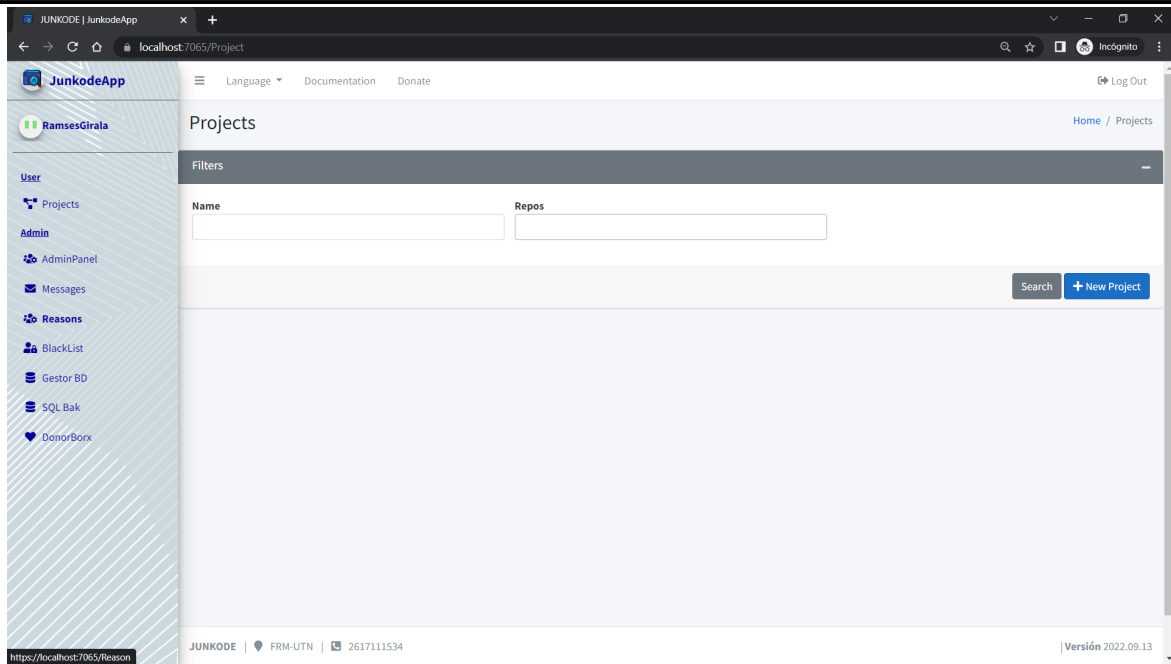 JUNKODE | JunkodeApp
localhost:7065/Project
Incógnito
JunkodeApp
Language
Documentation
Donate
Log Out
RamsesGirala
Projects
Home / Projects
Filters
User
Projects
Name
Repos
Admin
AdminPanel
Messages
Search
New Project
Reasons
BlackList
Gestor BD
SQL Bak
DonorBorx
JUNKODE | FRM-UTN | 2617111534
| Versión 2022.09.13
https://localhost:7065/Reason